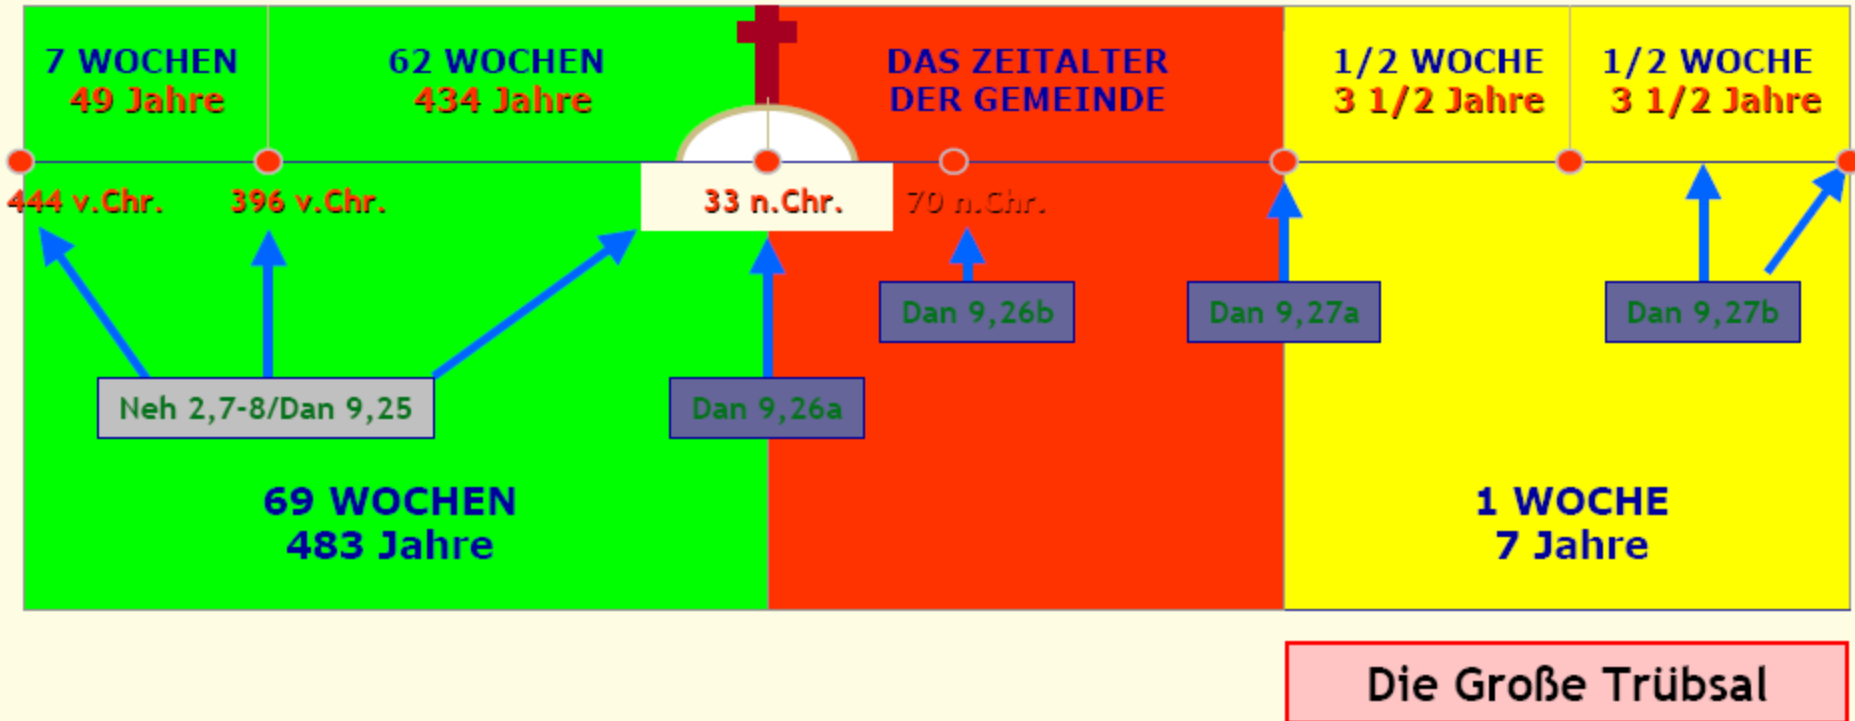 7 WOCHEN
49 Jahre
62 WOCHEN
434 Jahre
DAS ZEITALTER
DER GEMEINDE
1/2 WOCHE
3 1/2 Jahre
1/2 WOCHE
3 1/2 Jahre
444 v.Chr.
396 v.Chr.
33 n.Chr.
70 n.Chr.
Dan 9,26b
Dan 9,27a
Dan 9,27b
Neh 2,7-8/Dan 9,25
Dan 9,26a
69 WOCHEN
483 Jahre
1 WOCHE
7 Jahre
Die Große Trübsal